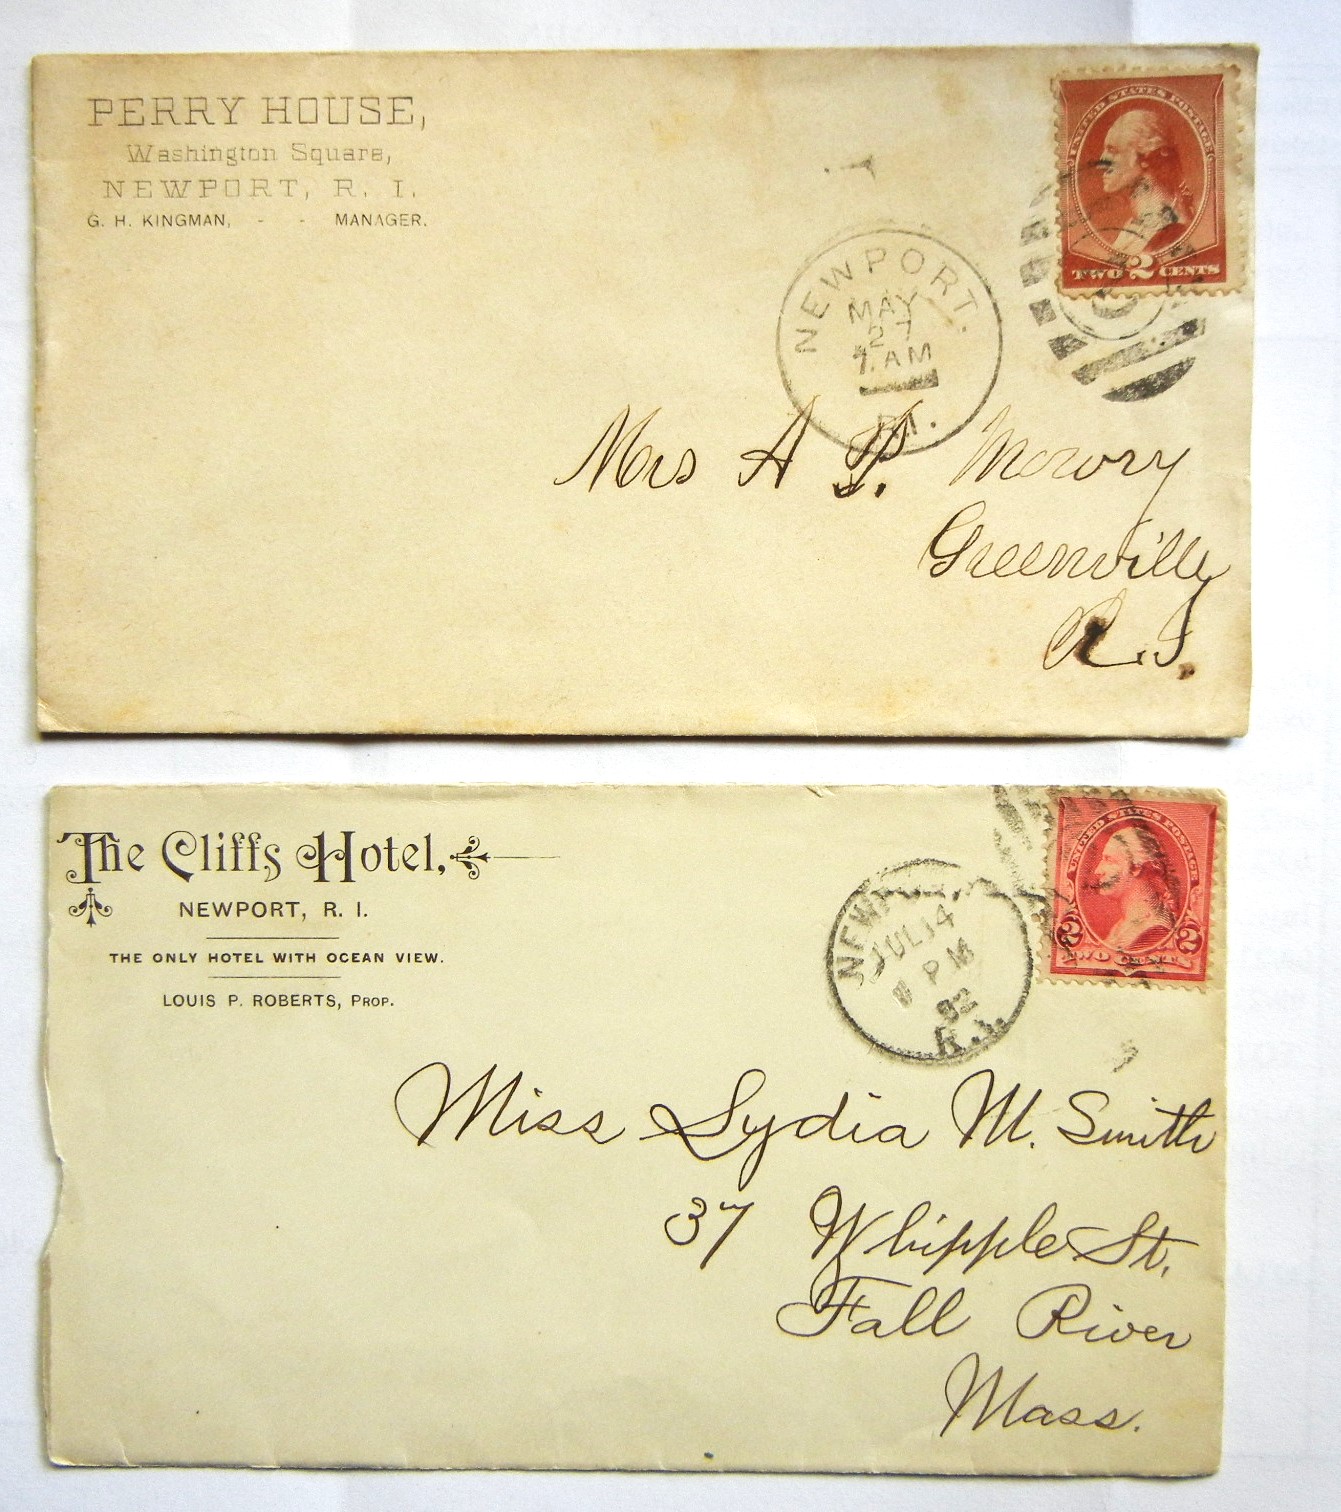 PERRY HOUSE,
Washington Square,
NEWPORT, R. I.
G. H. KINGMAN, - - MANAGER.
UNITED STATES POSTAGE
TWO 2 CENTS
NEWPORT.
MAY
27
7. AM
R.I.
Mrs A P. Mowry
Greenville
R.I.
The Cliffs Hotel,
NEWPORT, R. I.
THE ONLY HOTEL WITH OCEAN VIEW.
LOUIS P. ROBERTS, PROP.
UNITED STATES POSTAGE
2 2
TWO CENTS
JUL 14
PM
92
R.I.
Miss Lydia M. Smith
37 Whipple St.
Fall River
Mass.